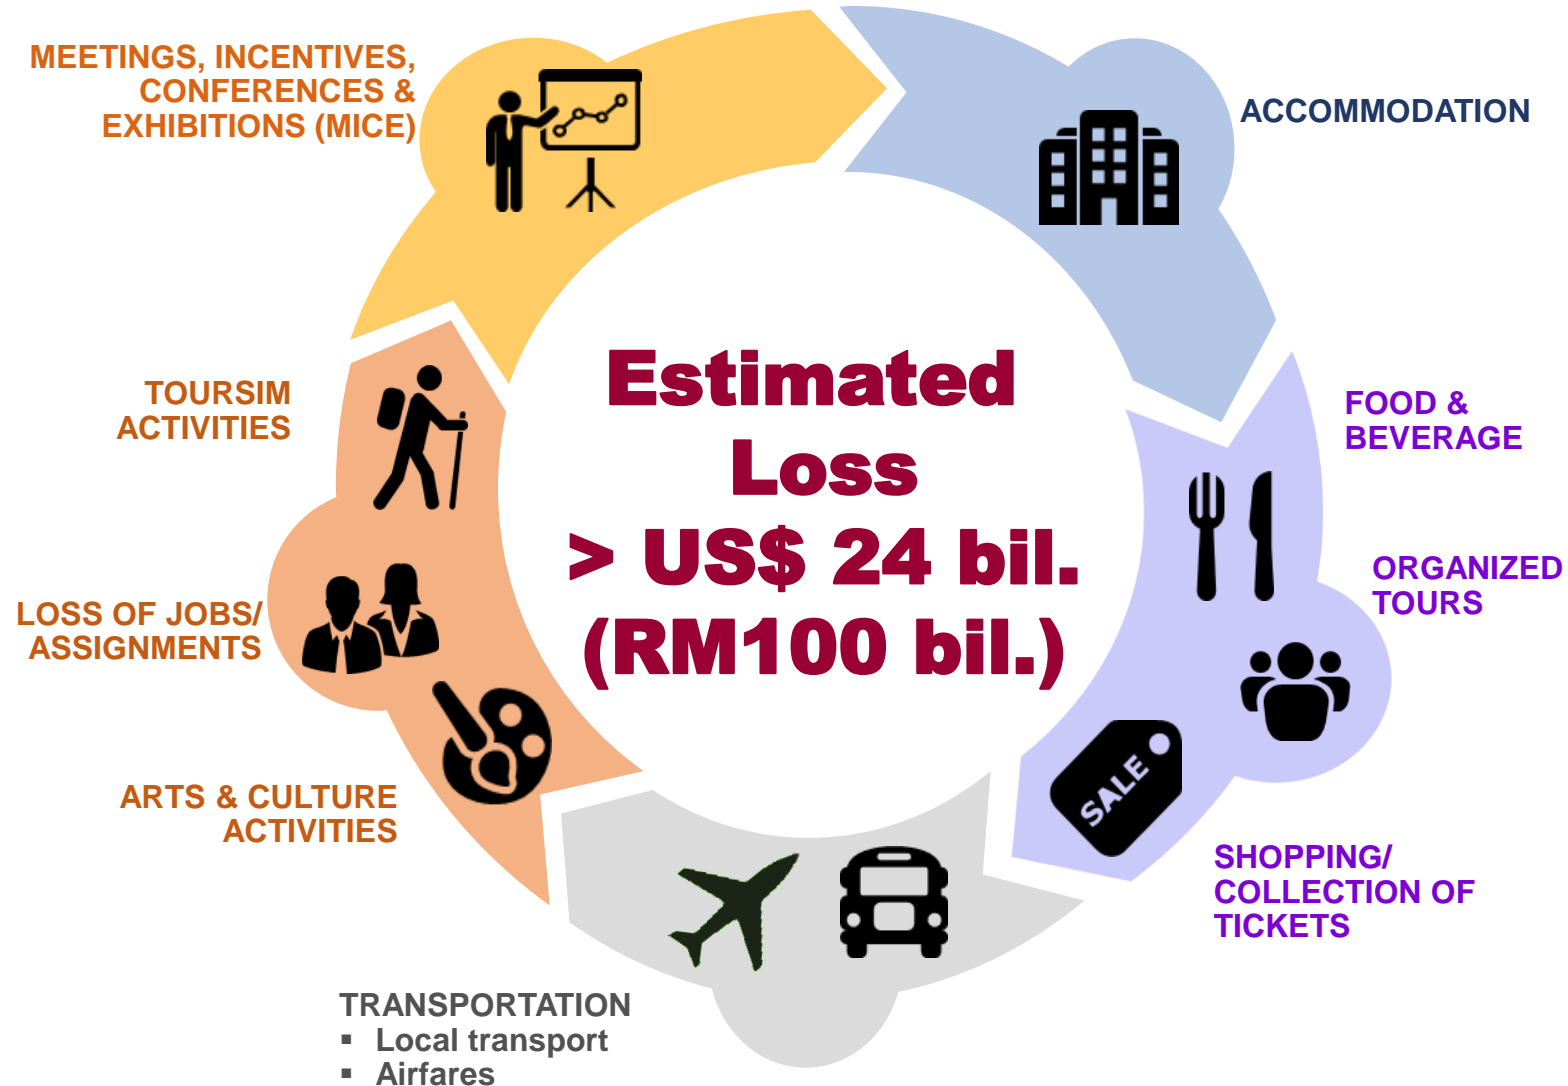 MEETINGS, INCENTIVES,
CONFERENCES &
EXHIBITIONS (MICE)
ACCOMMODATION
TOURSIM
ACTIVITIES
Estimated
Loss
> US$ 24 bil.
(RM100 bil.)
FOOD &
BEVERAGE
ORGANIZED
TOURS
LOSS OF JOBS/
ASSIGNMENTS
SALE
ARTS & CULTURE
ACTIVITIES
SHOPPING/
COLLECTION OF
TICKETS
TRANSPORTATION
▪ Local transport
▪ Airfares